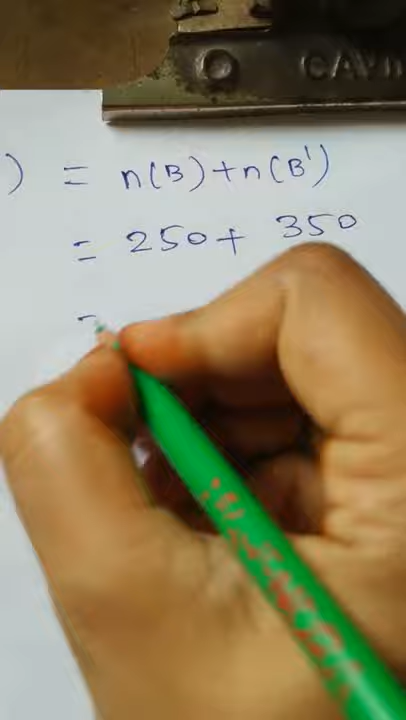 ) = n(B)+n(B')
= 250+ 350